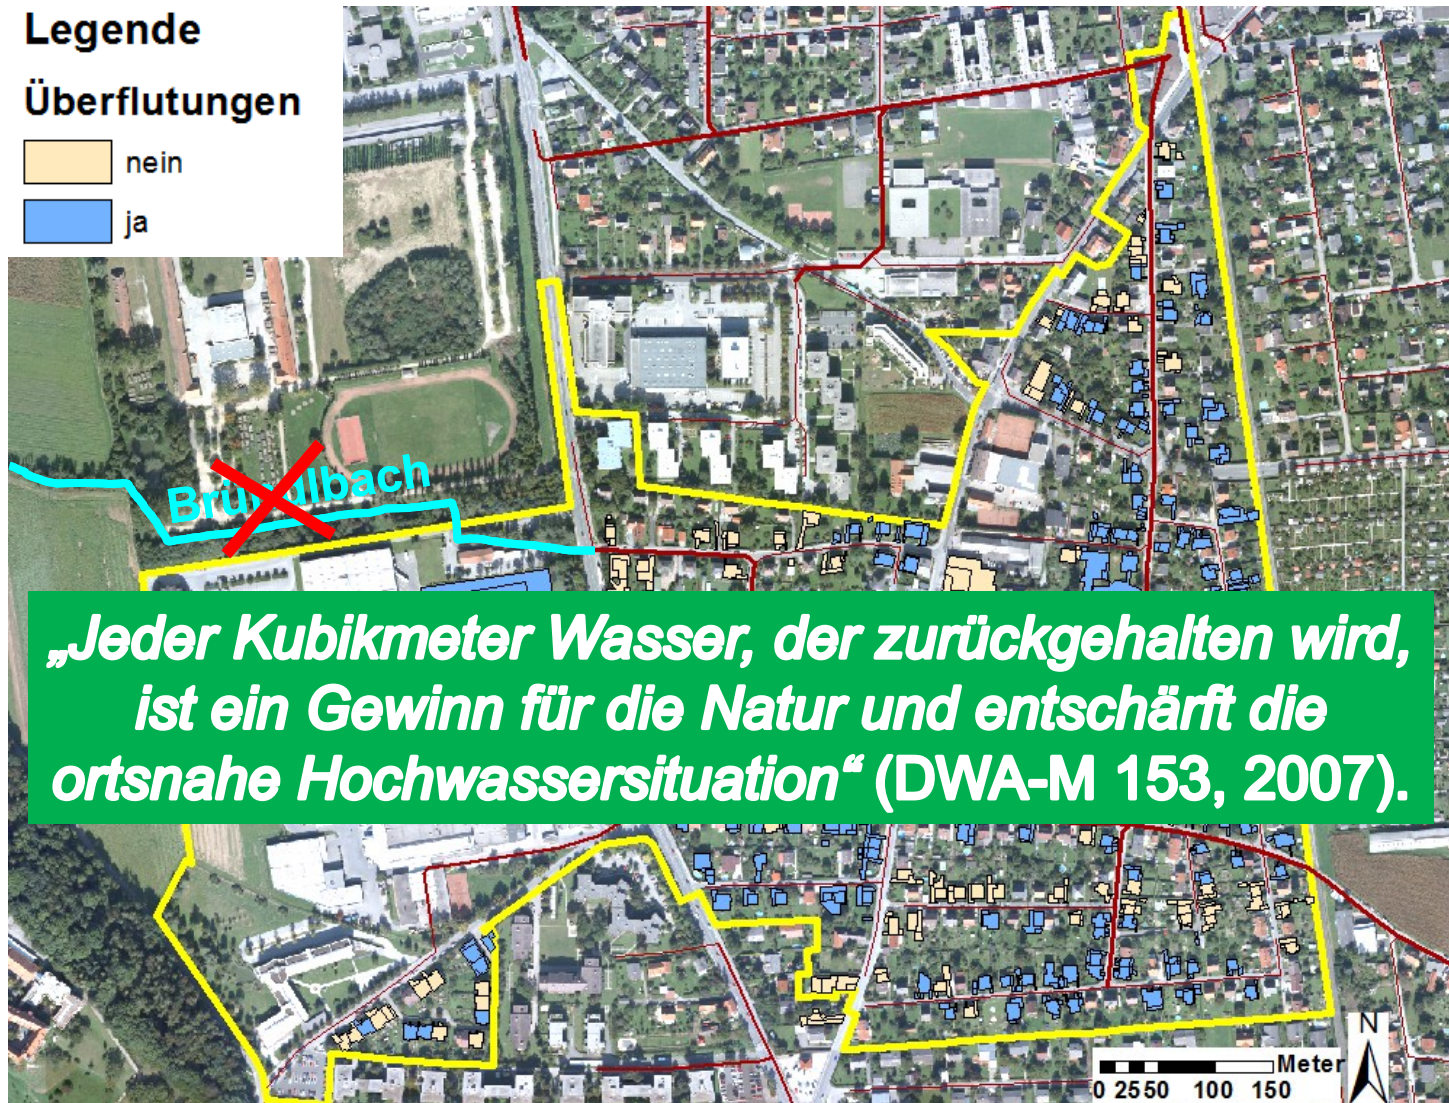 Legende
Überflutungen
nein
ja
Bründlbach
„Jeder Kubikmeter Wasser, der zurückgehalten wird,
ist ein Gewinn für die Natur und entschärft die
ortsnahe Hochwassersituation“ (DWA-M 153, 2007).
N
Meter
0 25 50 100 150